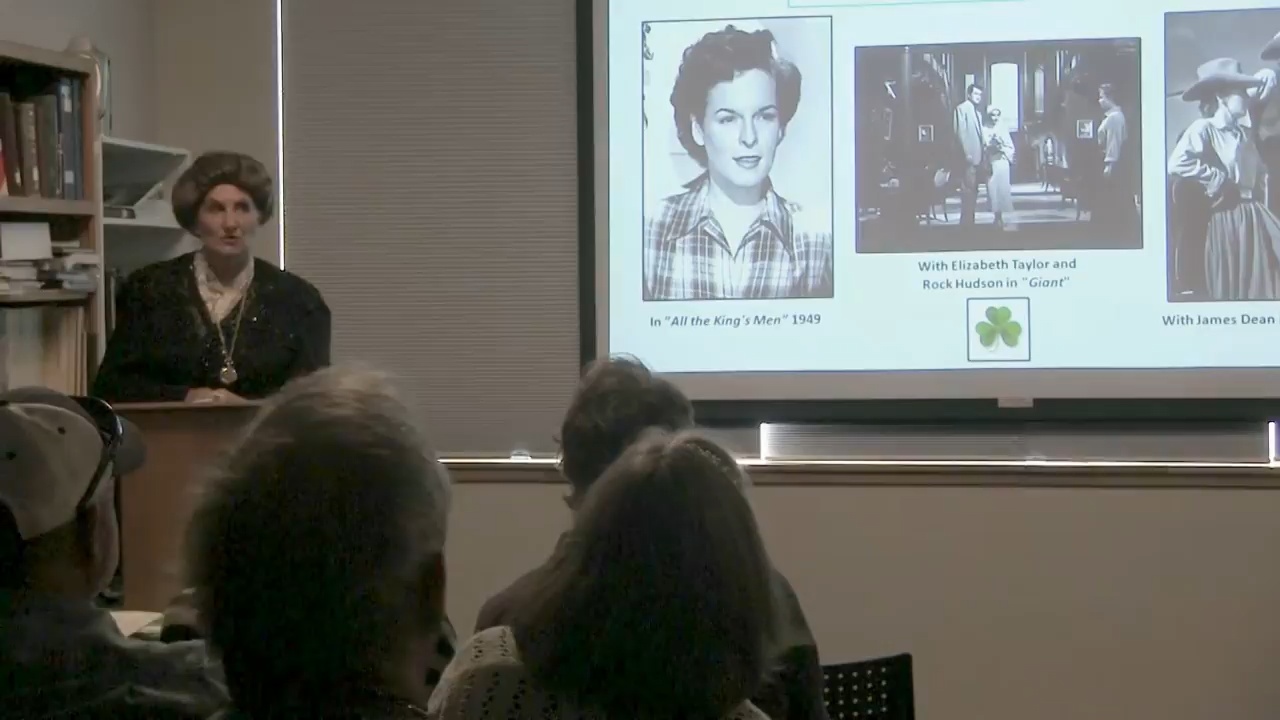 In "All the King's Men" 1949
With Elizabeth Taylor and
Rock Hudson in "Giant"
With James Dean